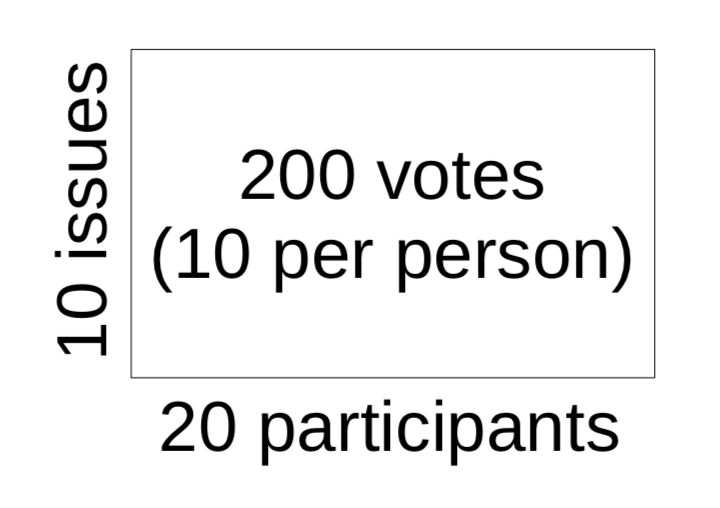 10 issues
200 votes
(10 per person)
20 participants